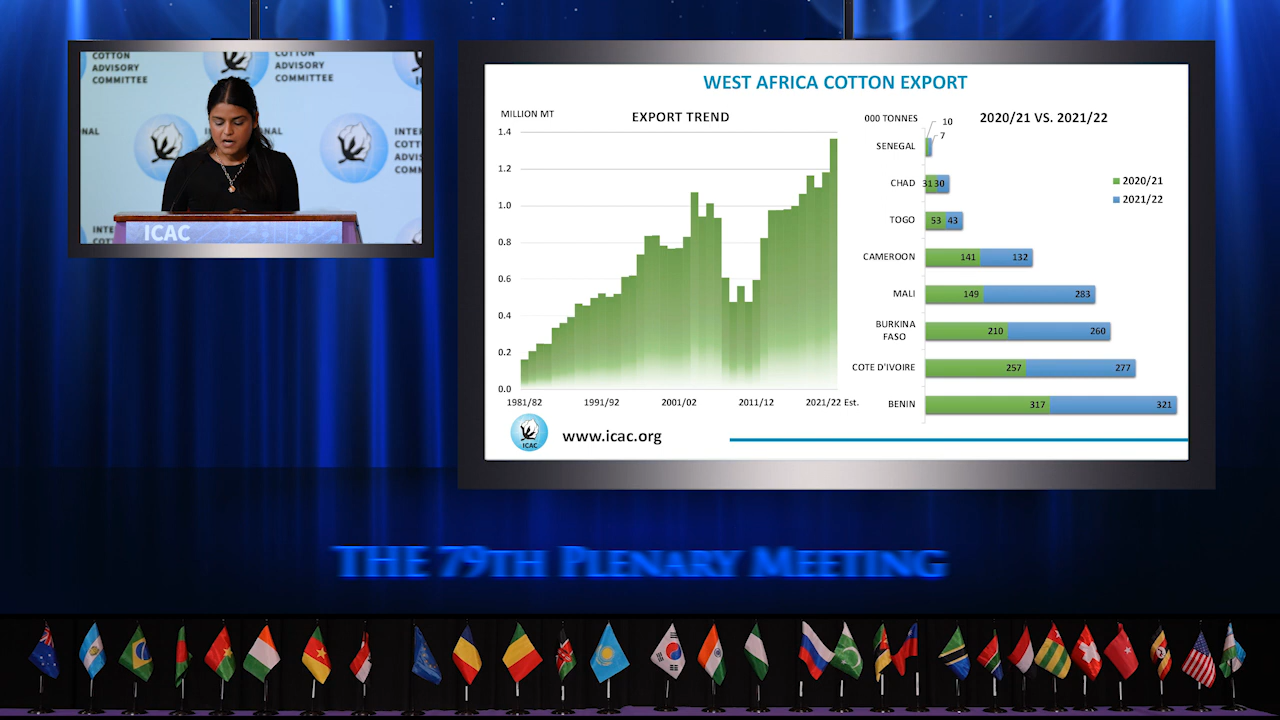 COTTON
ADVISORY
COMMITTEE
COTTON
ADVISORY
COMMITTEE
ICAC
WEST AFRICA COTTON EXPORT
MILLION MT
EXPORT TREND
1.4
1.2
1.0
0.8
0.6
0.4
0.2
0.0
1981/82 1991/92 2001/02 2011/12 2021/22 Est.
000 TONNES
2020/21 VS. 2021/22
10
7
SENEGAL
CHAD 31 30
TOGO 53 43
CAMEROON 141 132
MALI 149 283
BURKINA
FASO 210 260
COTE D'IVOIRE 257 277
BENIN 317 321
2020/21
2021/22
ICAC
www.icac.org
THE 79TH PLENARY MEETING